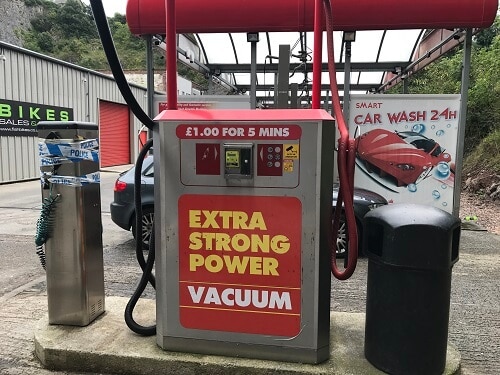 BIKES
SALES &
POLICE
£1.00 FOR 5 MINS
SMART
CAR WASH 24H
EXTRA
STRONG
POWER
VACUUM